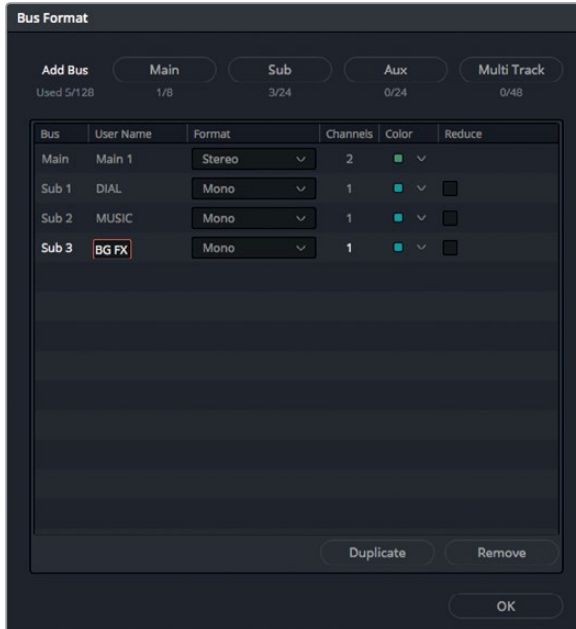 Bus Format
Add Bus Main Sub Aux Multi Track
Used 5/128 1/8 3/24 0/24 0/48
Bus User Name Format Channels Color Reduce
Main Main 1 Stereo 2
Sub 1 DIAL Mono 1
Sub 2 MUSIC Mono 1
Sub 3 BG FX Mono 1
Duplicate Remove
OK